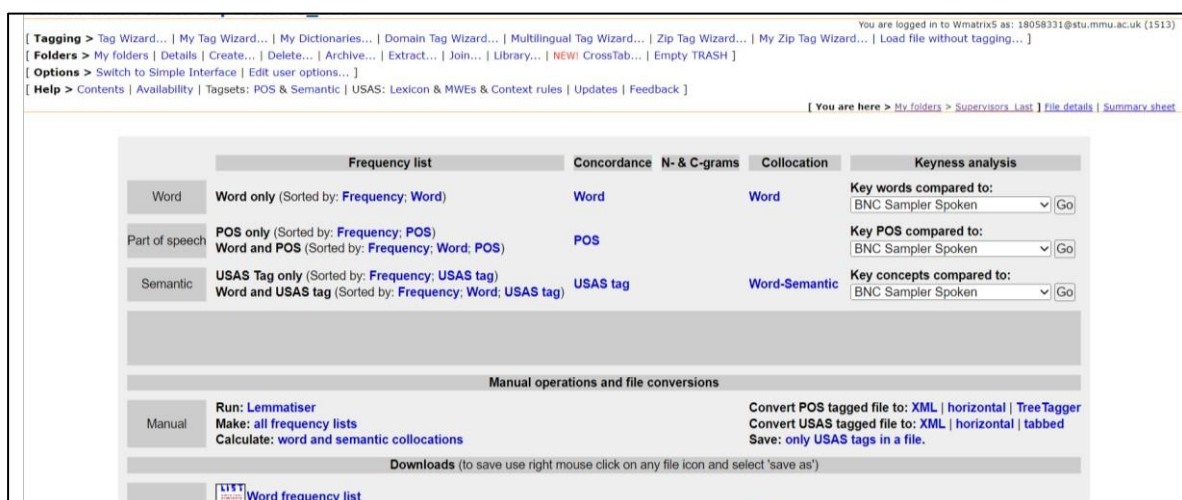 You are logged in to Wmatrix5 as: 18058331@stu.mmu.ac.uk (1513)
[ Tagging > Tag Wizard... | My Tag Wizard... | My Dictionaries... | Domain Tag Wizard... | Multilingual Tag Wizard... | Zip Tag Wizard... | My Zip Tag Wizard... | Load file without tagging... ]
[ Folders > My folders | Details | Create... | Delete... | Archive... | Extract... | Join... | Library... | NEW! CrossTab... | Empty TRASH ]
[ Options > Switch to Simple Interface | Edit user options... ]
[ Help > Contents | Availability | Tagsets: POS & Semantic | USAS: Lexicon & MWEs & Context rules | Updates | Feedback ]
[ You are here > My folders > Supervisors_Last ] File details | Summary sheet
Frequency list Concordance N- & C-grams Collocation Keyness analysis
Word Word only (Sorted by: Frequency; Word) Word Word Key words compared to:
BNC Sampler Spoken Go
Part of speech POS only (Sorted by: Frequency; POS) POS Key POS compared to:
Word and POS (Sorted by: Frequency; Word; POS) BNC Sampler Spoken Go
Semantic USAS Tag only (Sorted by: Frequency; USAS tag) USAS tag Word-Semantic Key concepts compared to:
Word and USAS tag (Sorted by: Frequency; Word; USAS tag) BNC Sampler Spoken Go
Manual operations and file conversions
Manual Run: Lemmatiser Convert POS tagged file to: XML | horizontal | TreeTagger
Make: all frequency lists Convert USAS tagged file to: XML | horizontal | tabbed
Calculate: word and semantic collocations Save: only USAS tags in a file.
Downloads (to save use right mouse click on any file icon and select 'save as')
LIST Word frequency list